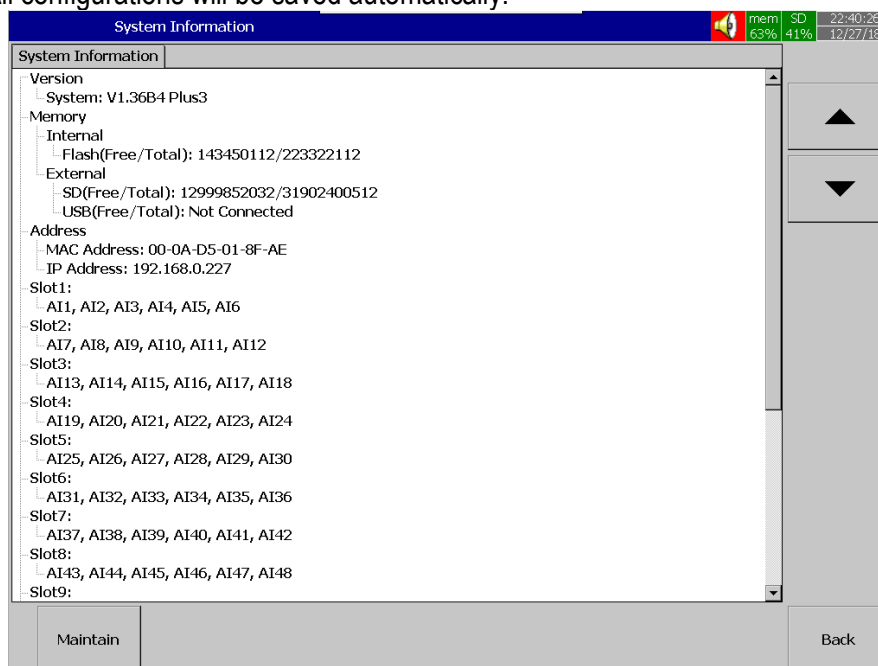 configurations will be saved automatically.
System Information
mem SD 22:40:26
63% 41% 12/27/18
System Information
Version
System: V1.36B4 Plus3
Memory
Internal
Flash(Free/Total): 143450112/223322112
External
SD(Free/Total): 12999852032/31902400512
USB(Free/Total): Not Connected
Address
MAC Address: 00-0A-D5-01-8F-AE
IP Address: 192.168.0.227
Slot1:
AI1, AI2, AI3, AI4, AI5, AI6
Slot2:
AI7, AI8, AI9, AI10, AI11, AI12
Slot3:
AI13, AI14, AI15, AI16, AI17, AI18
Slot4:
AI19, AI20, AI21, AI22, AI23, AI24
Slot5:
AI25, AI26, AI27, AI28, AI29, AI30
Slot6:
AI31, AI32, AI33, AI34, AI35, AI36
Slot7:
AI37, AI38, AI39, AI40, AI41, AI42
Slot8:
AI43, AI44, AI45, AI46, AI47, AI48
Slot9:
Maintain
Back